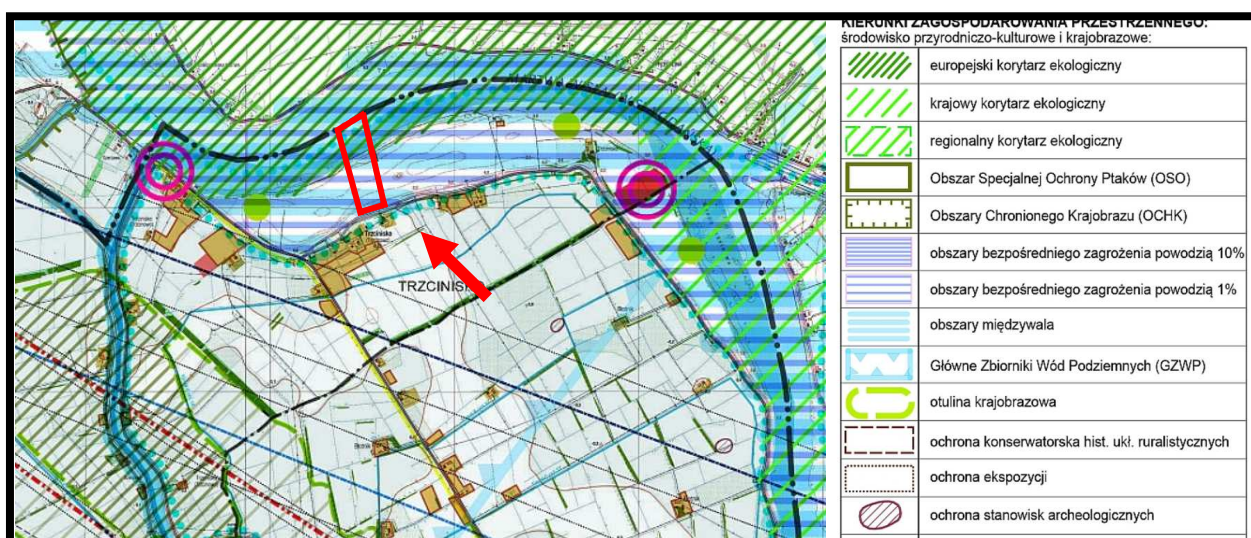 KIERUNKI ZAGOSPODAROWANIA PRZESTRZENNEGO:
środowisko przyrodniczo-kulturowe i krajobrazowe:
europejski korytarz ekologiczny
krajowy korytarz ekologiczny
regionalny korytarz ekologiczny
Obszar Specjalnej Ochrony Ptaków (OSO)
Obszary Chronionego Krajobrazu (OCHK)
obszary bezpośredniego zagrożenia powodzią 10%
obszary bezpośredniego zagrożenia powodzią 1%
obszary międzywala
Główne Zbiorniki Wód Podziemnych (GZWP)
otulina krajobrazowa
ochrona konserwatorska hist. ukł. ruralistycznych
ochrona ekspozycji
ochrona stanowisk archeologicznych
Trzciniska